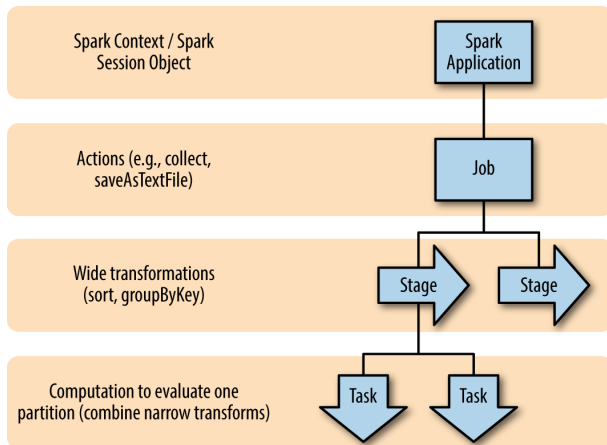 Spark Context / Spark
Session Object
Spark
Application
Actions (e.g., collect,
saveAsTextFile)
Job
Wide transformations
(sort, groupByKey)
Stage
Stage
Computation to evaluate one
partition (combine narrow transforms)
Task
Task